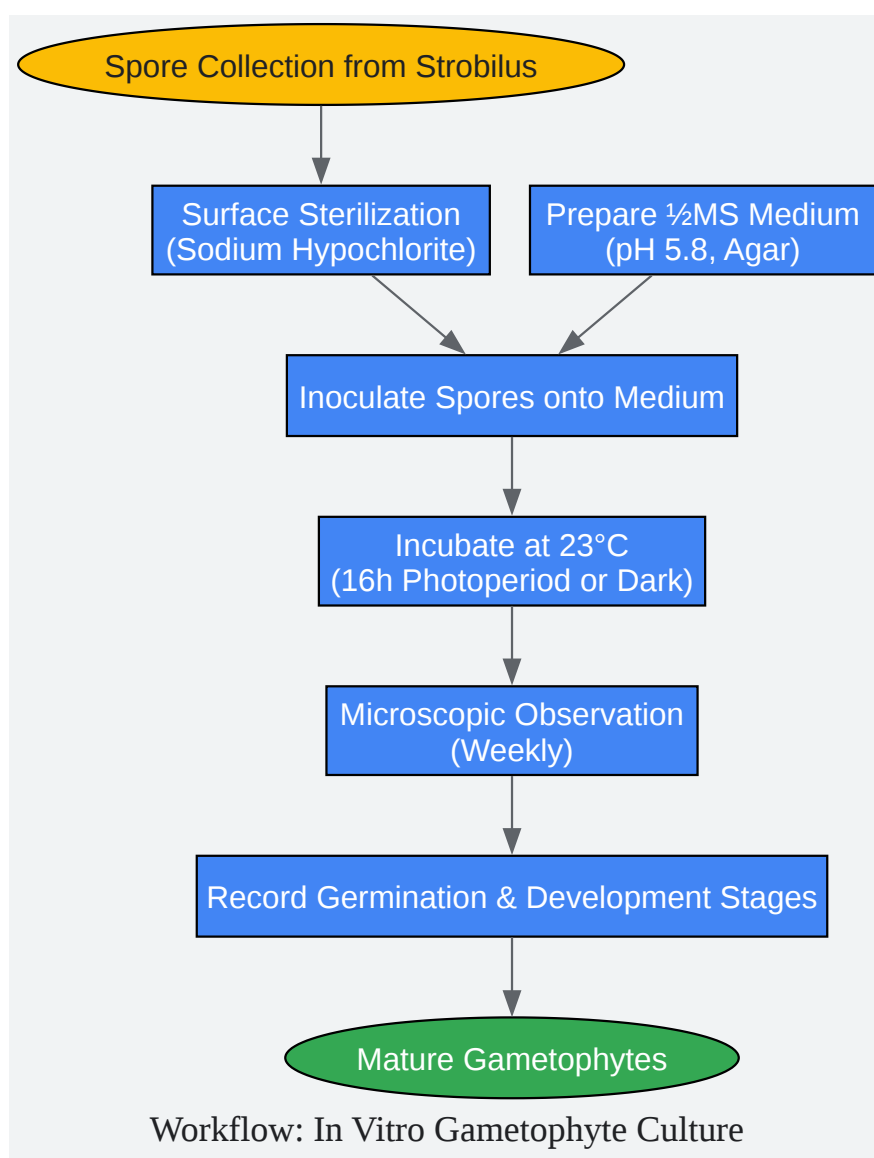 Spore Collection from Strobilus
Surface Sterilization
(Sodium Hypochlorite)
Prepare ½MS Medium
(pH 5.8, Agar)
Inoculate Spores onto Medium
Incubate at 23°C
(16h Photoperiod or Dark)
Microscopic Observation
(Weekly)
Record Germination & Development Stages
Mature Gametophytes
Workflow: In Vitro Gametophyte Culture